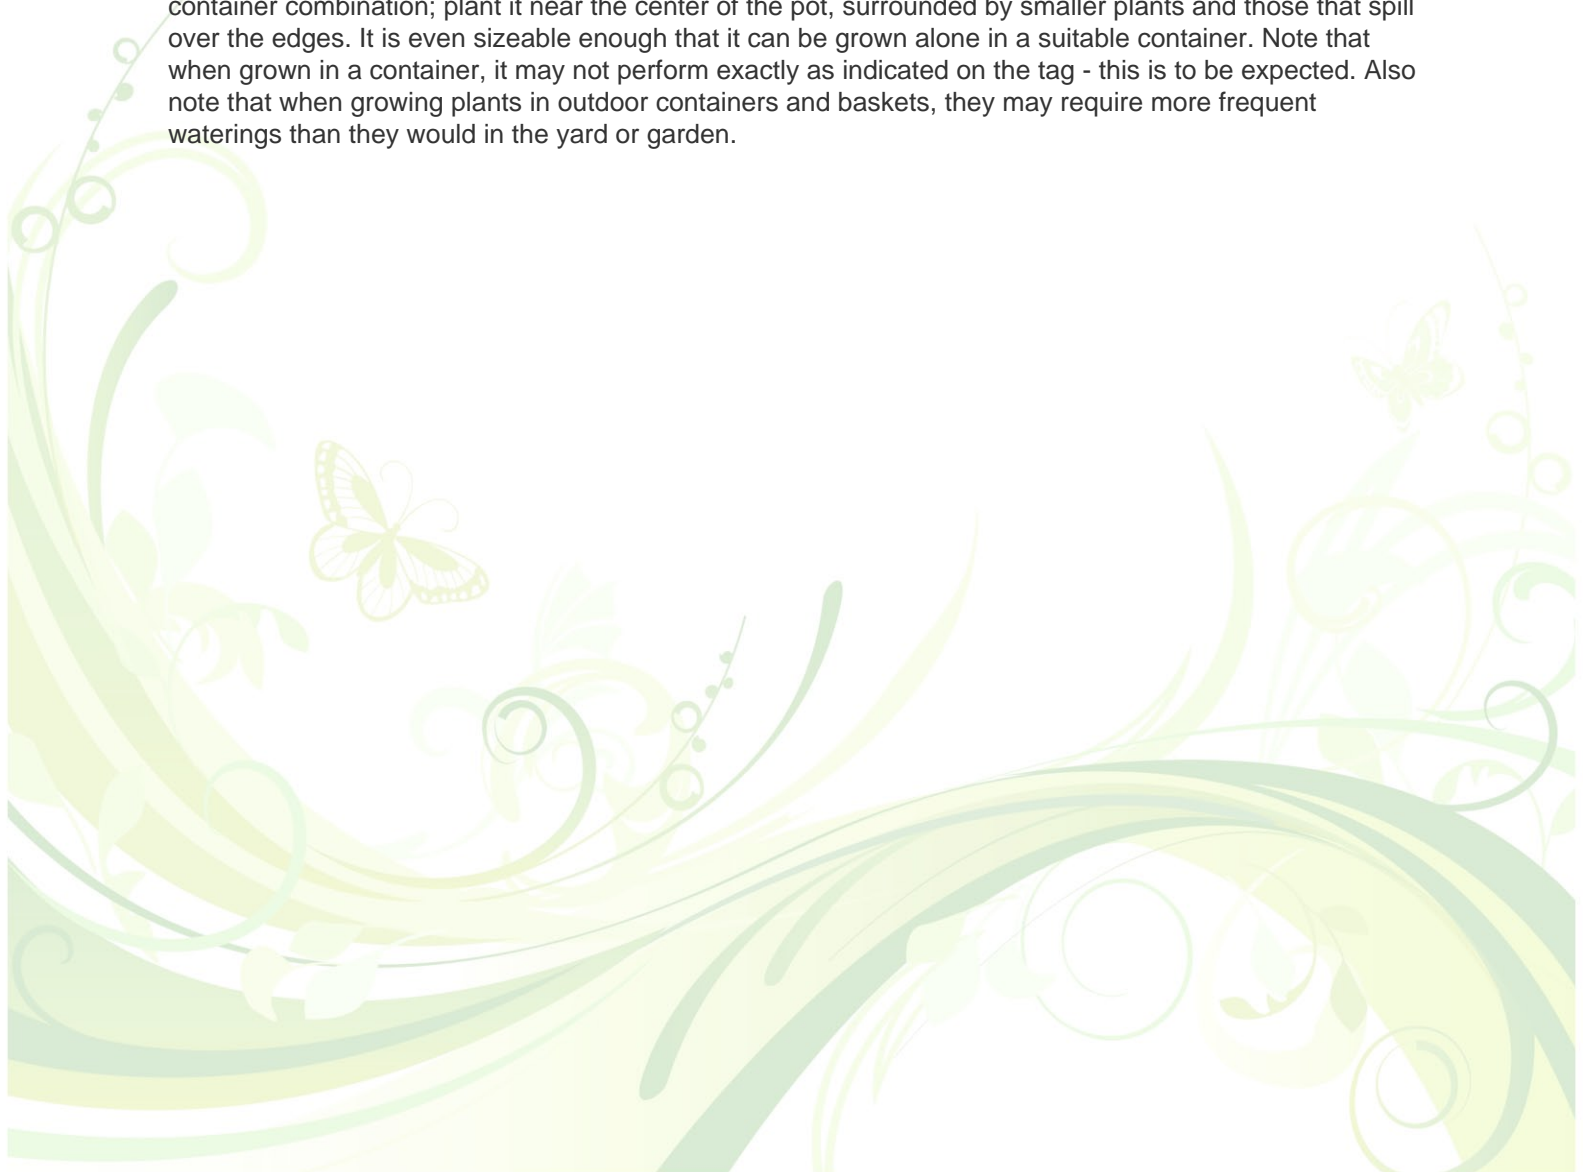 container combination; plant it near the center of the pot, surrounded by smaller plants and those that spill
over the edges. It is even sizeable enough that it can be grown alone in a suitable container. Note that
when grown in a container, it may not perform exactly as indicated on the tag - this is to be expected. Also
note that when growing plants in outdoor containers and baskets, they may require more frequent
waterings than they would in the yard or garden.